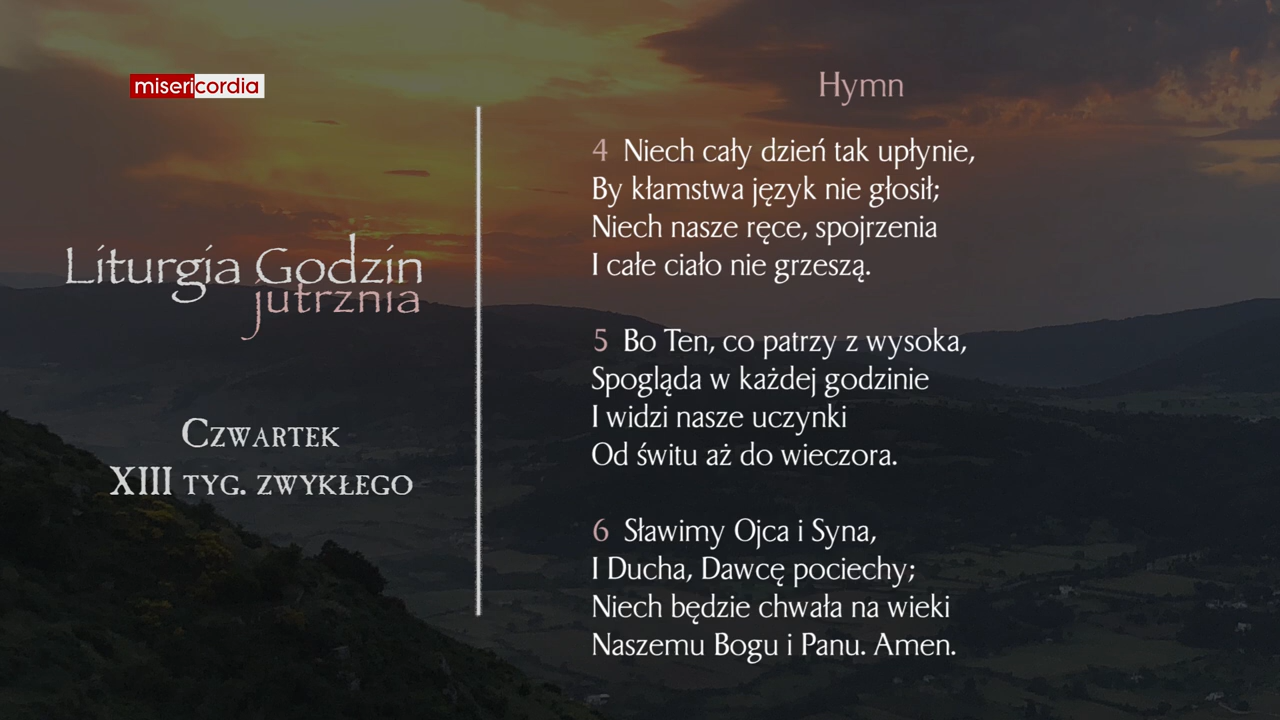 misericordia
Liturgia Godzin
jutrznia
Czwartek
XIII tyg. zwykłego
Hymn
4 Niech cały dzień tak upłynie,
By kłamstwa język nie głosił;
Niech nasze ręce, spojrzenia
I całe ciało nie grzeszą.
5 Bo Ten, co patrzy z wysoka,
Spogląda w każdej godzinie
I widzi nasze uczynki
Od świtu aż do wieczora.
6 Sławimy Ojca i Syna,
I Ducha, Dawcę pociechy;
Niech będzie chwała na wieki
Naszemu Bogu i Panu. Amen.